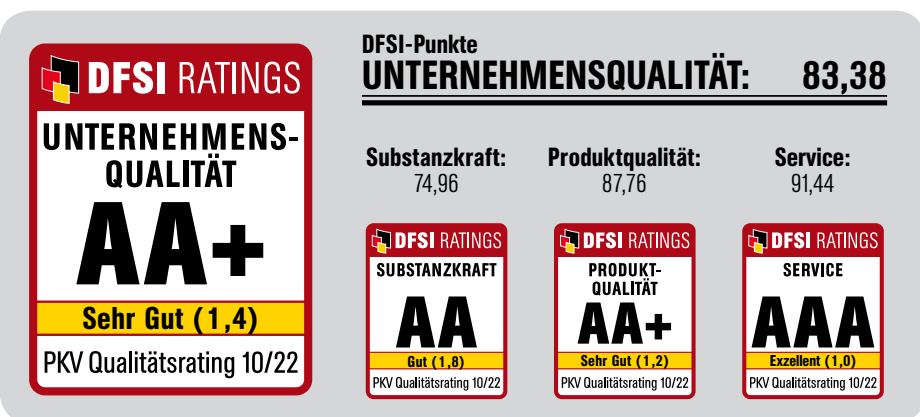 DFSI RATINGS
UNTERNEHMENS-
QUALITÄT
AA+
Sehr Gut (1,4)
PKV Qualitätsrating 10/22
DFSI-Punkte
UNTERNEHMENSQUALITÄT: 83,38
Substanzkraft: Produktqualität: Service:
74,96 87,76 91,44
DFSI RATINGS
SUBSTANZKRAFT
AA
Gut (1,8)
PKV Qualitätsrating 10/22
DFSI RATINGS
PRODUKT-
QUALITÄT
AA+
Sehr Gut (1,2)
PKV Qualitätsrating 10/22
DFSI RATINGS
SERVICE
AAA
Exzellent (1,0)
PKV Qualitätsrating 10/22